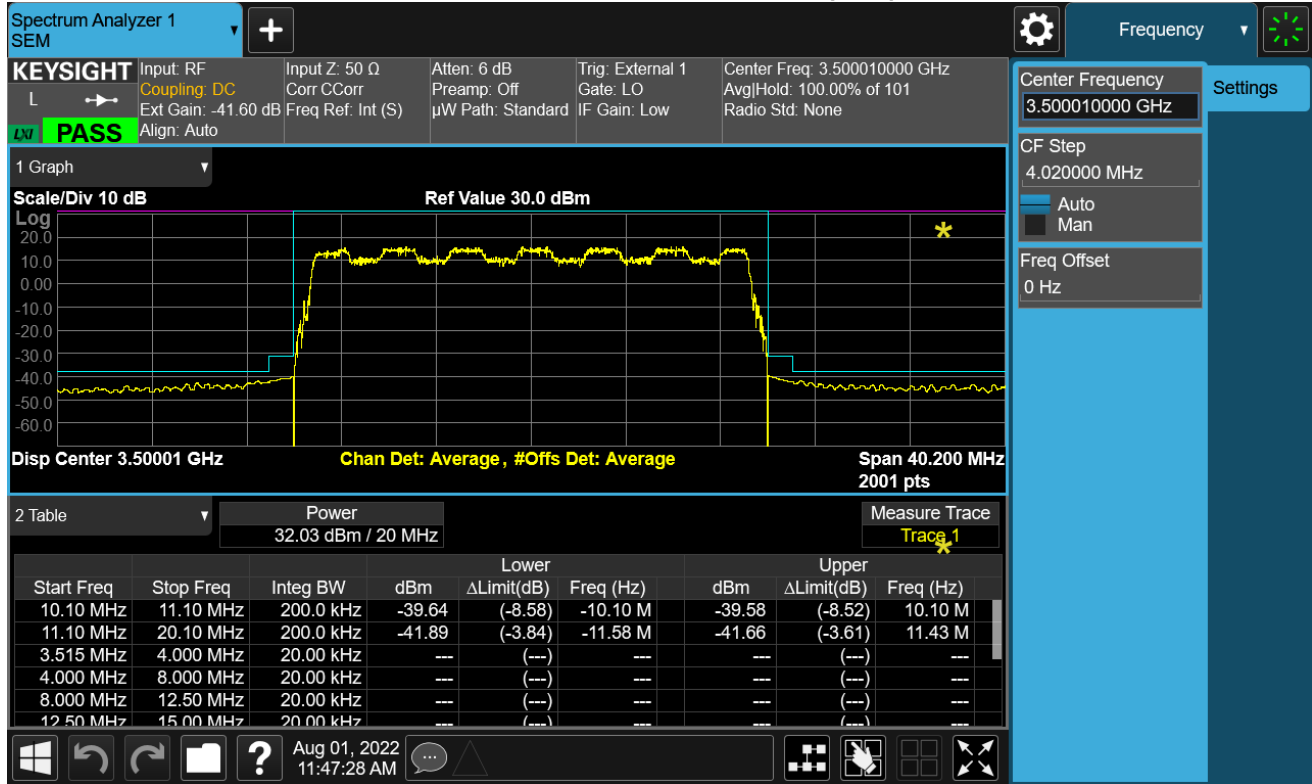 Spectrum Analyzer 1
SEM
Frequency
KEYSIGHT
L
LXI PASS
Input: RF
Coupling: DC
Ext Gain: -41.60 dB
Align: Auto
Input Z: 50 Ω
Corr CCorr
Freq Ref: Int (S)
Atten: 6 dB
Preamp: Off
µW Path: Standard
Trig: External 1
Gate: LO
IF Gain: Low
Center Freq: 3.500010000 GHz
Avg|Hold: 100.00% of 101
Radio Std: None
Center Frequency
3.500010000 GHz
Settings
CF Step
4.020000 MHz
Auto
Man
Freq Offset
0 Hz
1 Graph
Scale/Div 10 dB Ref Value 30.0 dBm
Log
20.0
10.0
0.00
-10.0
-20.0
-30.0
-40.0
-50.0
-60.0
Disp Center 3.50001 GHz Chan Det: Average, #Offs Det: Average Span 40.200 MHz
2001 pts
2 Table
Power
32.03 dBm / 20 MHz
Measure Trace
Trace 1
Lower Upper
Start Freq Stop Freq Integ BW dBm ∆Limit(dB) Freq (Hz) dBm ∆Limit(dB) Freq (Hz)
10.10 MHz 11.10 MHz 200.0 kHz -39.64 (-8.58) -10.10 M -39.58 (-8.52) 10.10 M
11.10 MHz 20.10 MHz 200.0 kHz -41.89 (-3.84) -11.58 M -41.66 (-3.61) 11.43 M
3.515 MHz 4.000 MHz 20.00 kHz --- (---) --- --- (---) ---
4.000 MHz 8.000 MHz 20.00 kHz --- (---) --- --- (---) ---
8.000 MHz 12.50 MHz 20.00 kHz --- (---) --- --- (---) ---
12.50 MHz 15.00 MHz 20.00 kHz --- (---) --- --- (---) ---
?
Aug 01, 2022
11:47:28 AM